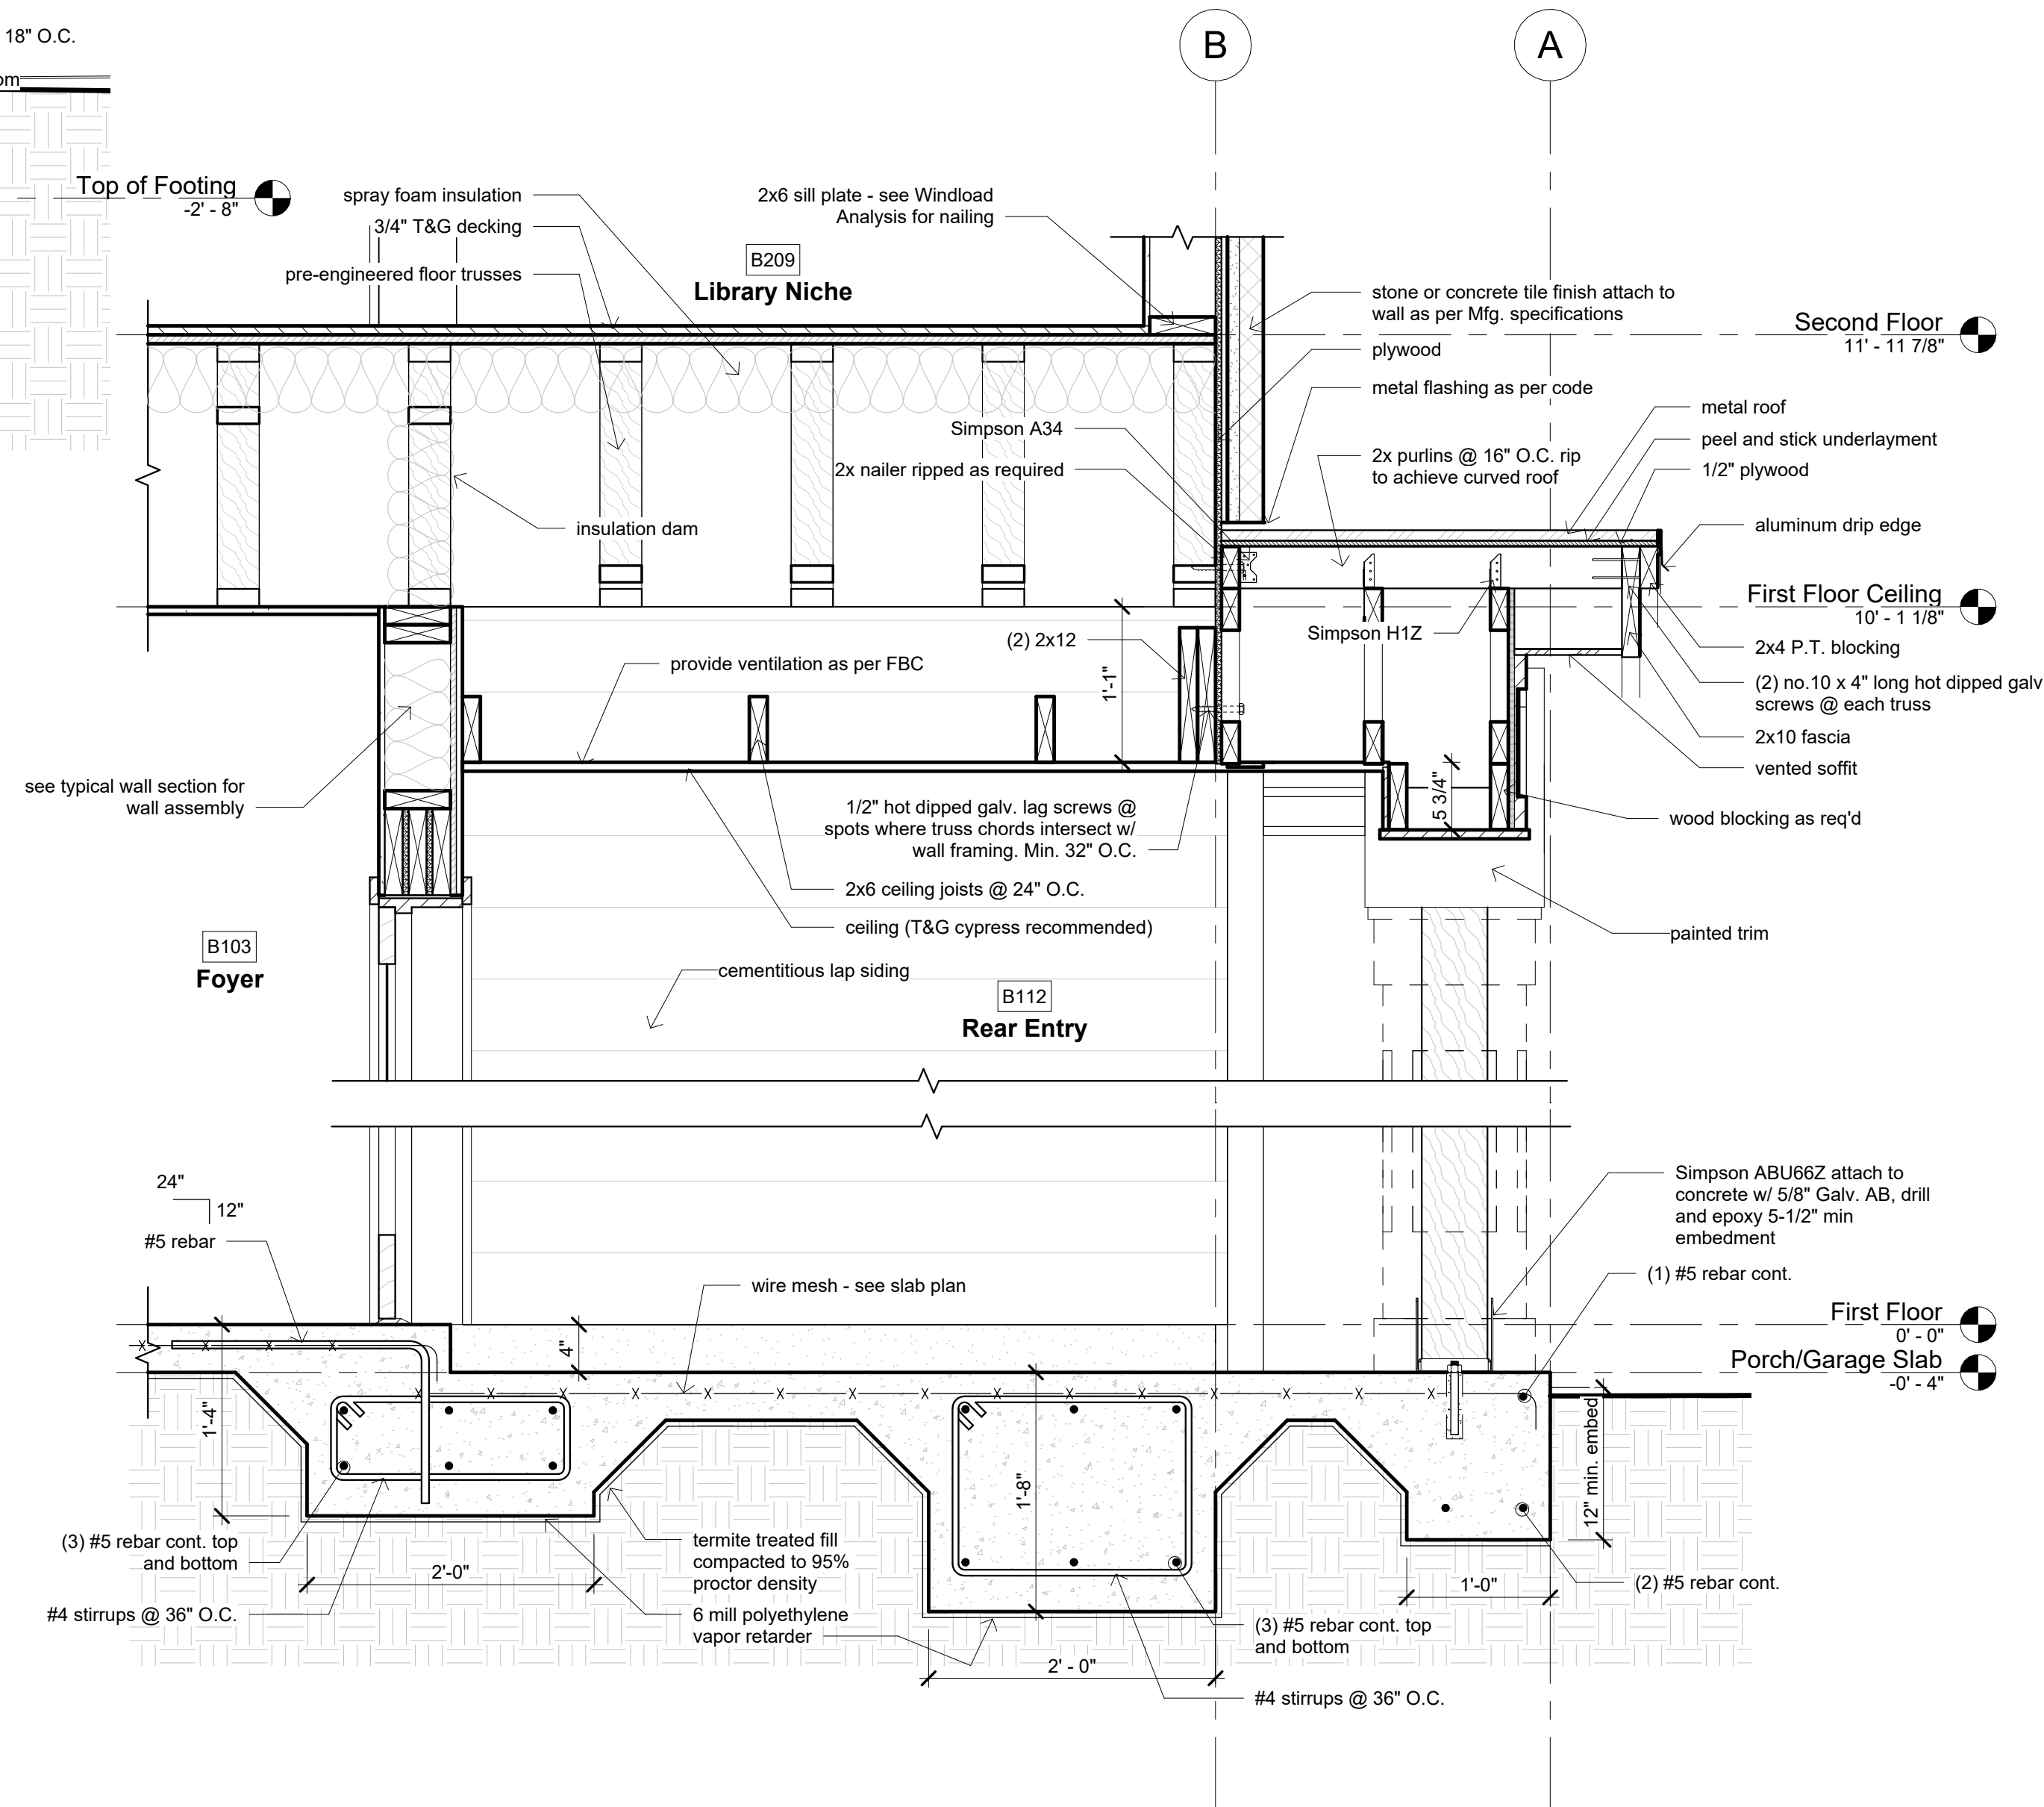 18" O.C.
om
B
A
Top of Footing
-2' - 8"
spray foam insulation
3/4" T&G decking
pre-engineered floor trusses
2x6 sill plate - see Windload
Analysis for nailing
B209
Library Niche
stone or concrete tile finish attach to
wall as per Mfg. specifications
plywood
metal flashing as per code
Second Floor
11' - 11 7/8"
Simpson A34
2x nailer ripped as required
2x purlins @ 16" O.C. rip
to achieve curved roof
metal roof
peel and stick underlayment
1/2" plywood
aluminum drip edge
insulation dam
First Floor Ceiling
10' - 1 1/8"
(2) 2x12
Simpson H1Z
provide ventilation as per FBC
1'-1"
2x4 P.T. blocking
(2) no.10 x 4" long hot dipped galv
screws @ each truss
2x10 fascia
vented soffit
see typical wall section for
wall assembly
5 3/4"
wood blocking as req'd
1/2" hot dipped galv. lag screws @
spots where truss chords intersect w/
wall framing. Min. 32" O.C.
2x6 ceiling joists @ 24" O.C.
ceiling (T&G cypress recommended)
painted trim
B103
Foyer
cementitious lap siding
B112
Rear Entry
24"
12"
#5 rebar
Simpson ABU66Z attach to
concrete w/ 5/8" Galv. AB, drill
and epoxy 5-1/2" min
embedment
(1) #5 rebar cont.
wire mesh - see slab plan
First Floor
0' - 0"
Porch/Garage Slab
-0' - 4"
4"
1'-4"
1'-8"
12" min. embed
X X X X
X X X X X X X X X X X X X X X
(3) #5 rebar cont. top
and bottom
2'-0"
#4 stirrups @ 36" O.C.
termite treated fill
compacted to 95%
proctor density
6 mill polyethylene
vapor retarder
1'-0"
(2) #5 rebar cont.
(3) #5 rebar cont. top
and bottom
2' - 0"
#4 stirrups @ 36" O.C.